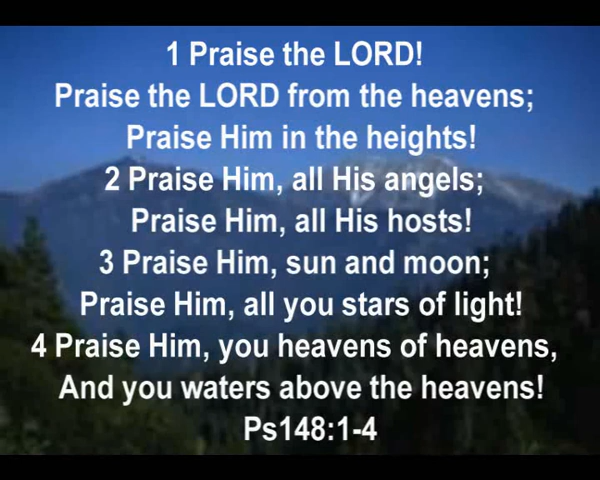 1 Praise the LORD!
Praise the LORD from the heavens;
Praise Him in the heights!
2 Praise Him, all His angels;
Praise Him, all His hosts!
3 Praise Him, sun and moon;
Praise Him, all you stars of light!
4 Praise Him, you heavens of heavens,
And you waters above the heavens!
Ps148:1-4